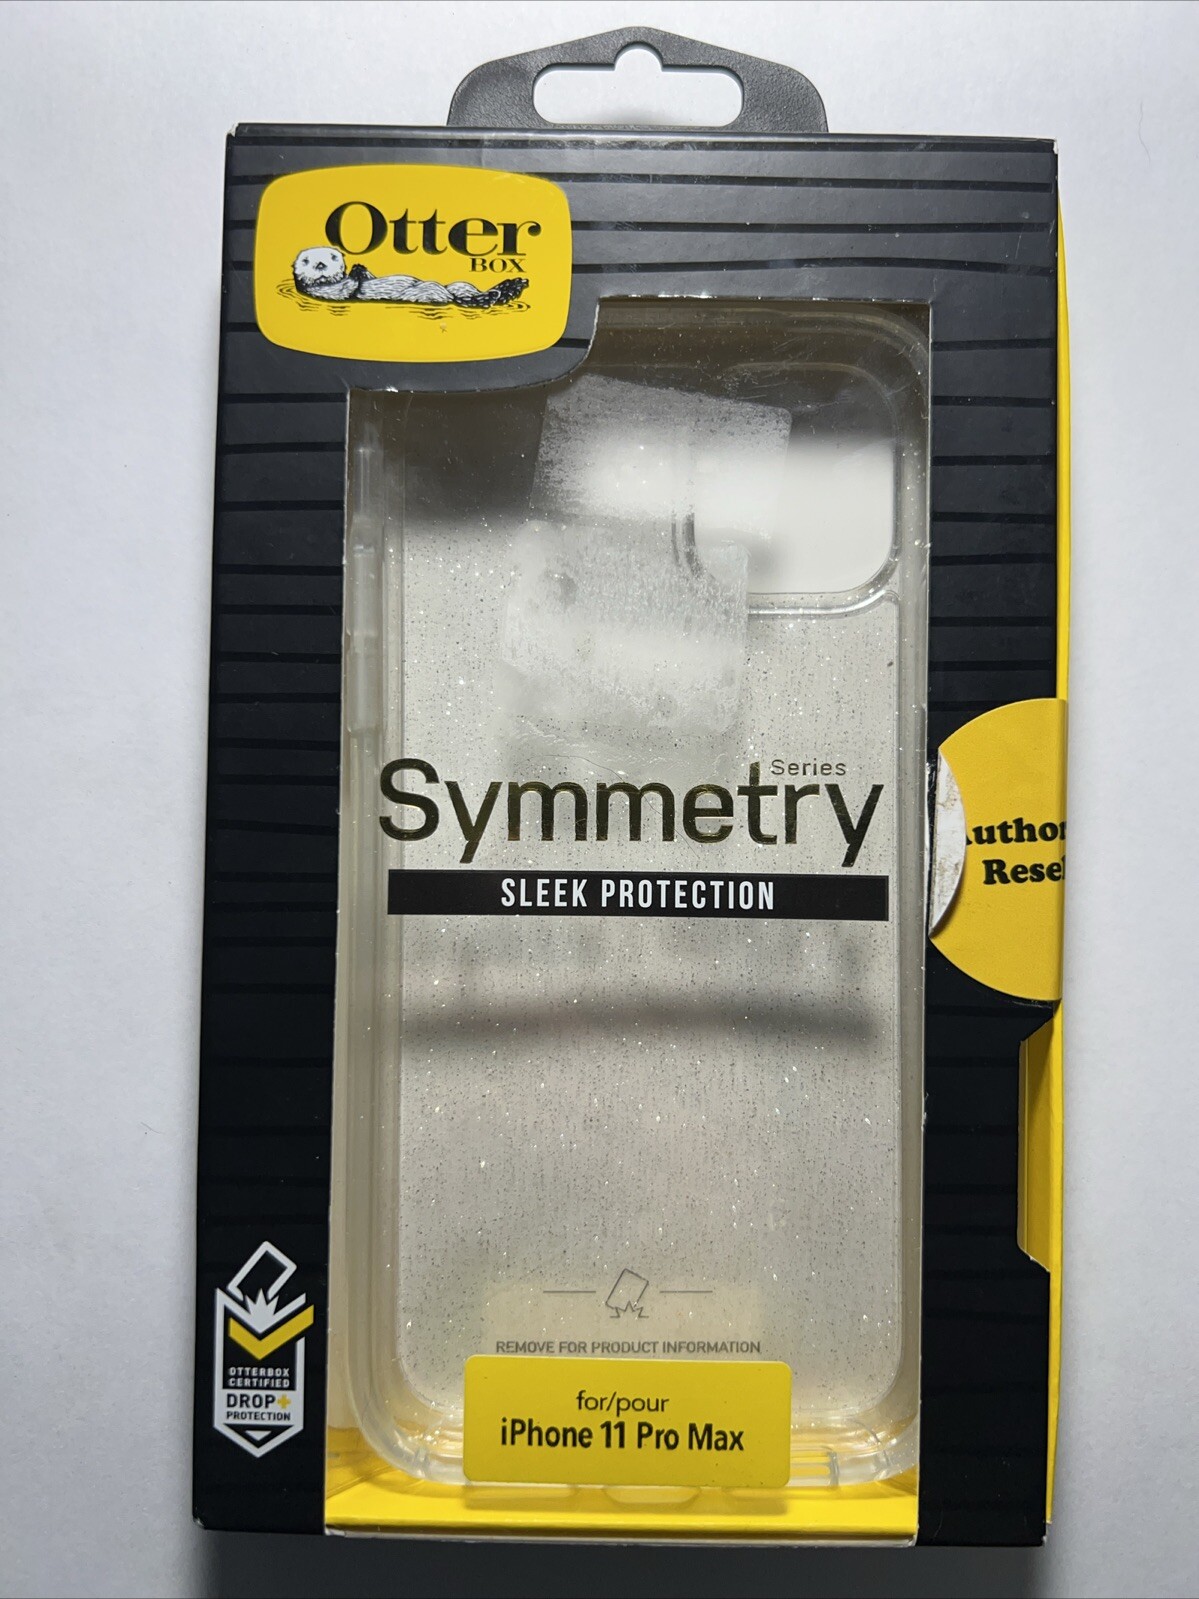 Otter
BOX
Series
Symmetry
SLEEK PROTECTION
REMOVE FOR PRODUCT INFORMATION
for/pour
iPhone 11 Pro Max
OTTERBOX
CERTIFIED
DROP+
PROTECTION